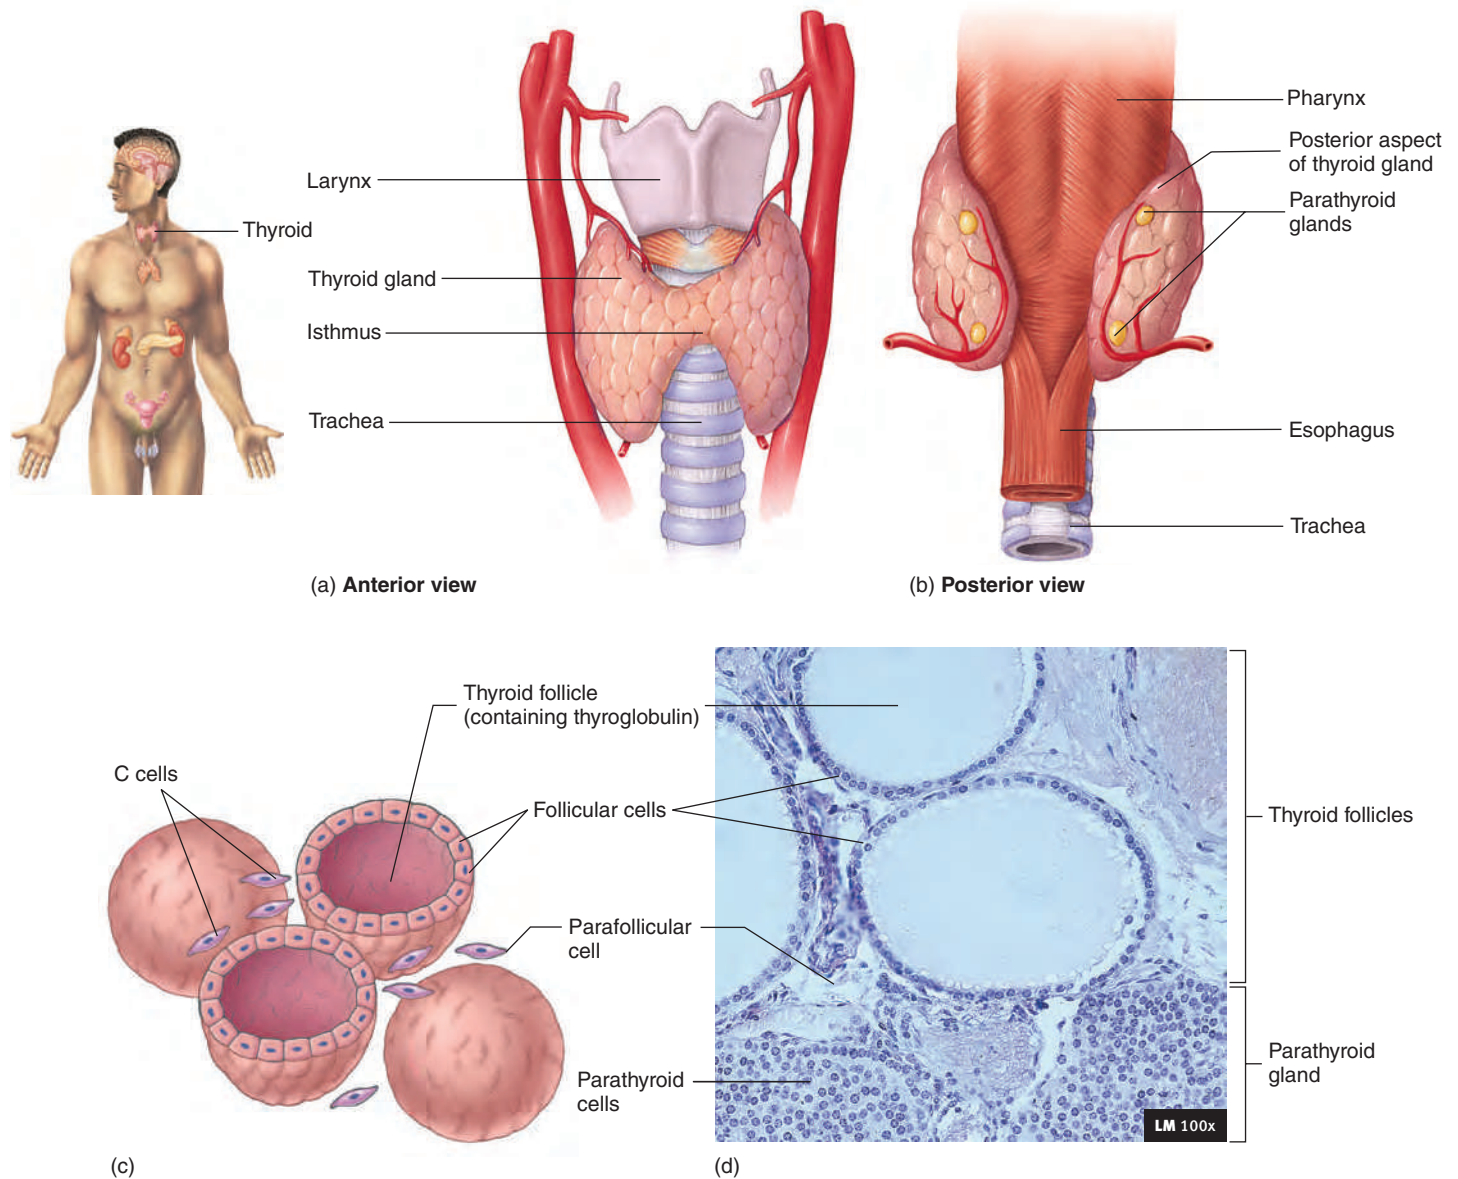 Thyroid
Larynx
Thyroid gland
Isthmus
Trachea
(a) Anterior view
Pharynx
Posterior aspect
of thyroid gland
Parathyroid
glands
Esophagus
Trachea
(b) Posterior view
Thyroid follicle
(containing thyroglobulin)
C cells
Follicular cells
Parafollicular
cell
Parathyroid
cells
(c)
Thyroid follicles
Parathyroid
gland
LM 100x
(d)